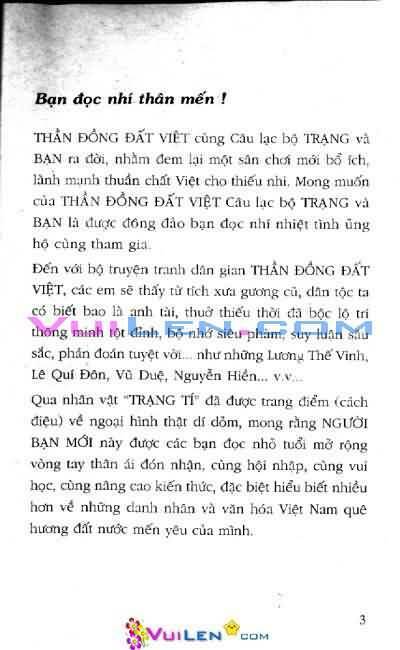 Bạn đọc nhí thân mến !
THẦN ĐỒNG ĐẤT VIỆT cùng Câu lạc bộ TRẠNG và
BẠN ra đời, nhằm đem lại một sân chơi mới bổ ích,
lành mạnh thuần chất Việt cho thiếu nhi. Mong muốn
của THẦN ĐỒNG ĐẤT VIỆT Câu lạc bộ TRẠNG và
BẠN là được đông đảo bạn đọc nhí nhiệt tình ủng
hộ cùng tham gia.
Đến với bộ truyện tranh dân gian THẦN ĐỒNG ĐẤT
VIỆT, các em sẽ thấy từ tích xưa gương cũ, dân tộc ta
có biết bao là anh tài, thuở thiếu thời đã bộc lộ trí
thông minh tột đỉnh, bộ nhớ siêu phàm, suy luận sâu
sắc, phán đoán tuyệt vời... như những Lương Thế Vinh,
Lê Quí Đôn, Vũ Duệ, Nguyễn Hiền... v.v...
Qua nhân vật "TRẠNG TÍ" đã được trang điểm (cách
điệu) về ngoại hình thật dí dỏm, mong rằng NGƯỜI
BẠN MỚI này được các bạn đọc nhỏ tuổi mở rộng
vòng tay thân ái đón nhận, cùng hội nhập, cùng vui
học, cùng nâng cao kiến thức, đặc biệt hiểu biết nhiều
hơn về những danh nhân và văn hóa Việt Nam quê
hương đất nước mến yêu của mình.
3
VUILEN.COM
VUILEN.COM